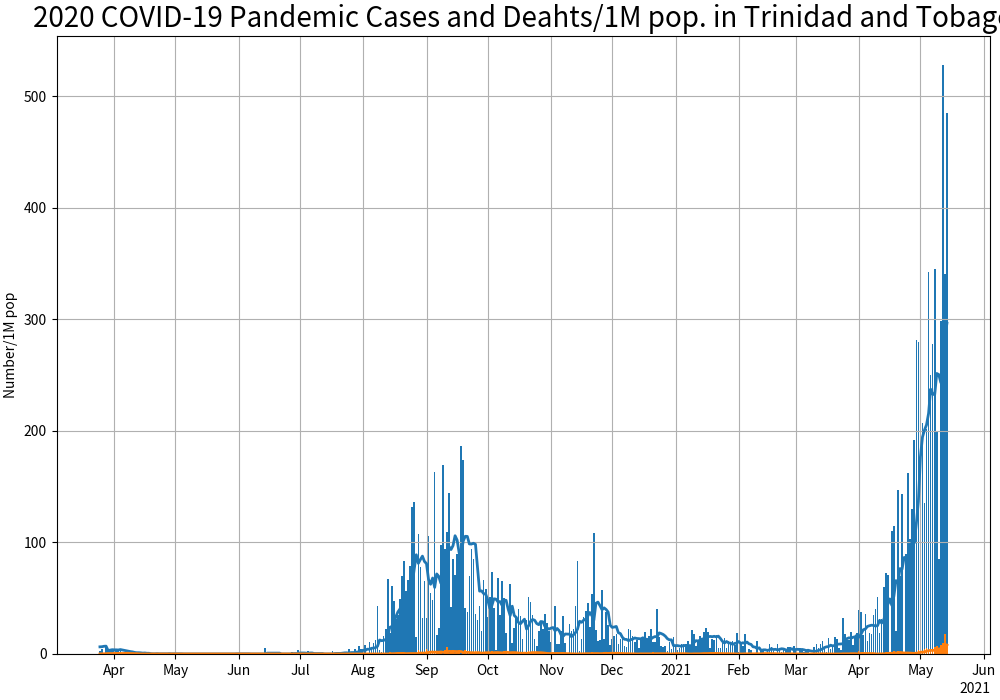 2020 COVID-19 Pandemic Cases and Deahts/1M pop. in Trinidad and Tobago
Number/1M pop
500
400
300
200
100
0
Apr May Jun Jul Aug Sep Oct Nov Dec 2021 Feb Mar Apr May Jun
2021